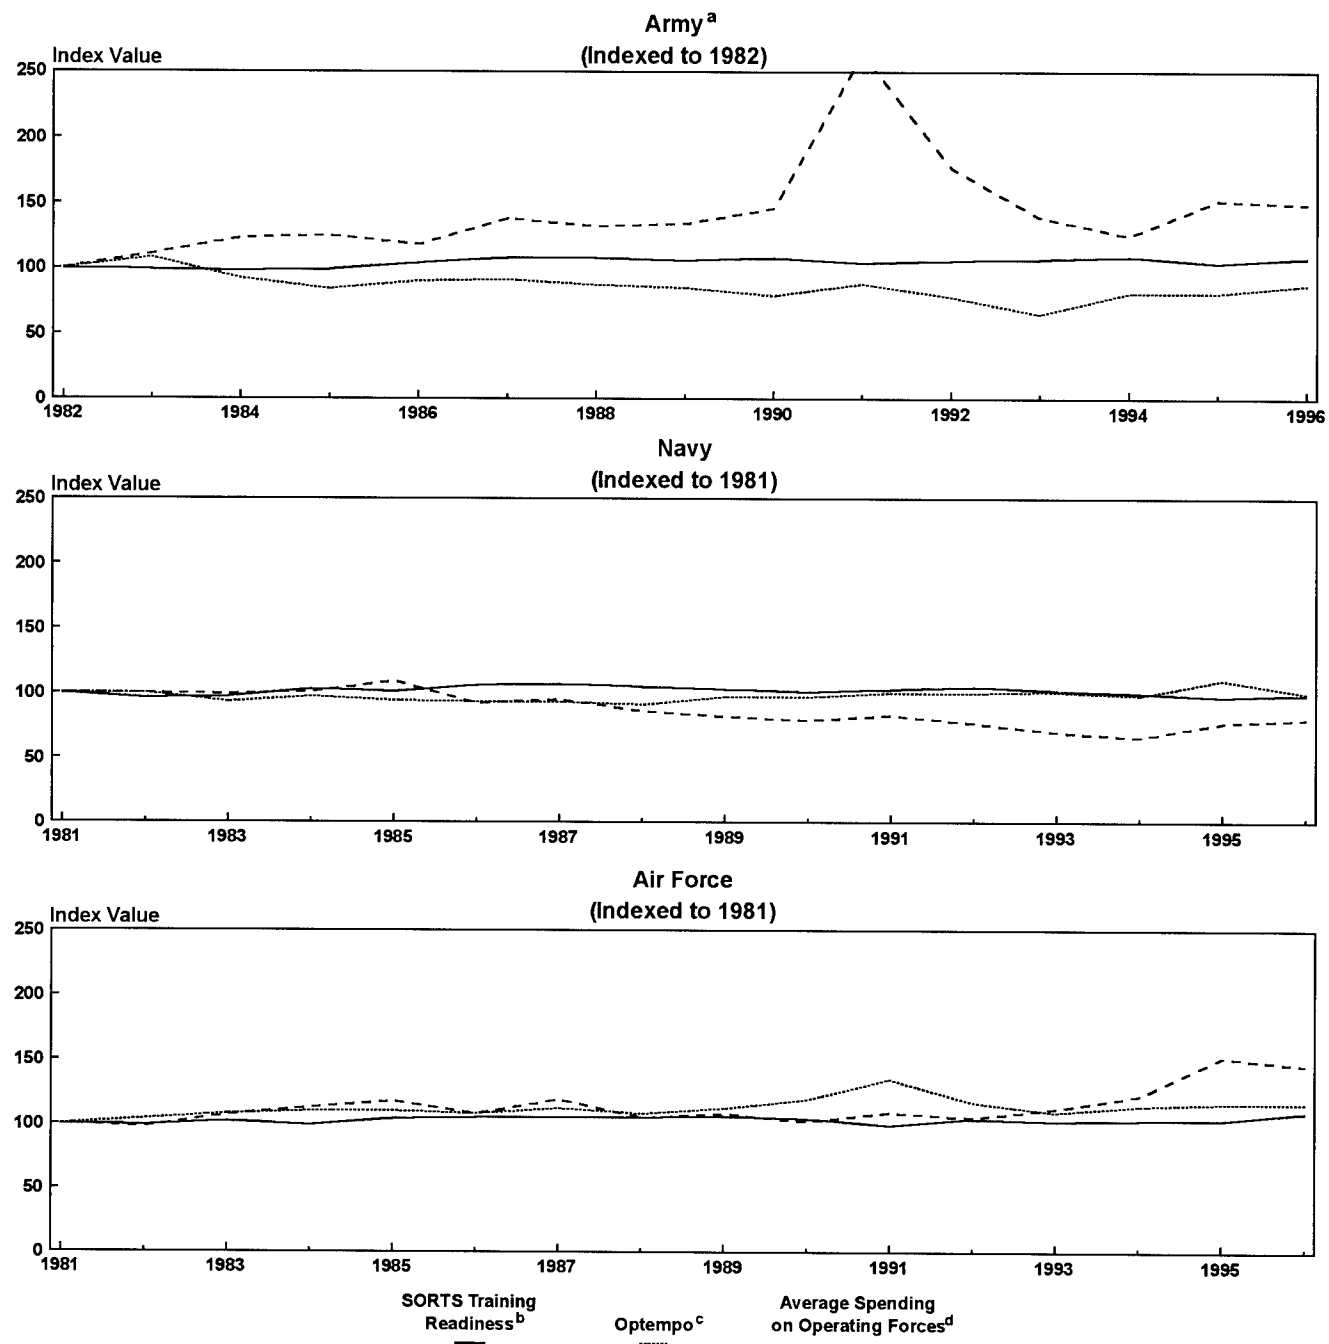 Army a
(Indexed to 1982)
Index Value
250
200
150
100
50
0
1982 1984 1986 1988 1990 1992 1994 1996
Navy
(Indexed to 1981)
Index Value
250
200
150
100
50
0
1981 1983 1985 1987 1989 1991 1993 1995
Air Force
(Indexed to 1981)
Index Value
250
200
150
100
50
0
1981 1983 1985 1987 1989 1991 1993 1995
SORTS Training
Readiness b
Optempo c
Average Spending
on Operating Forces d